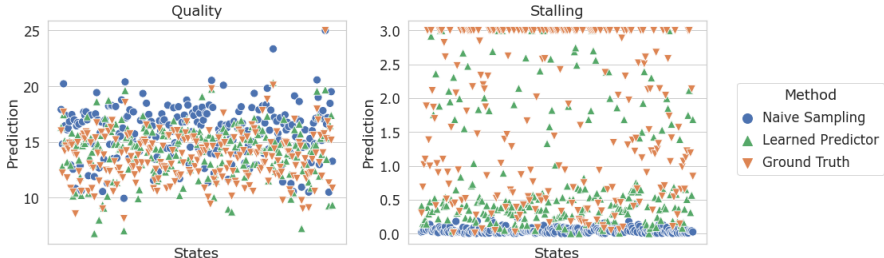 Quality
Prediction
25
20
15
10
States
Stalling
Prediction
3.0
2.5
2.0
1.5
1.0
0.5
0.0
States
Method
Naive Sampling
Learned Predictor
Ground Truth